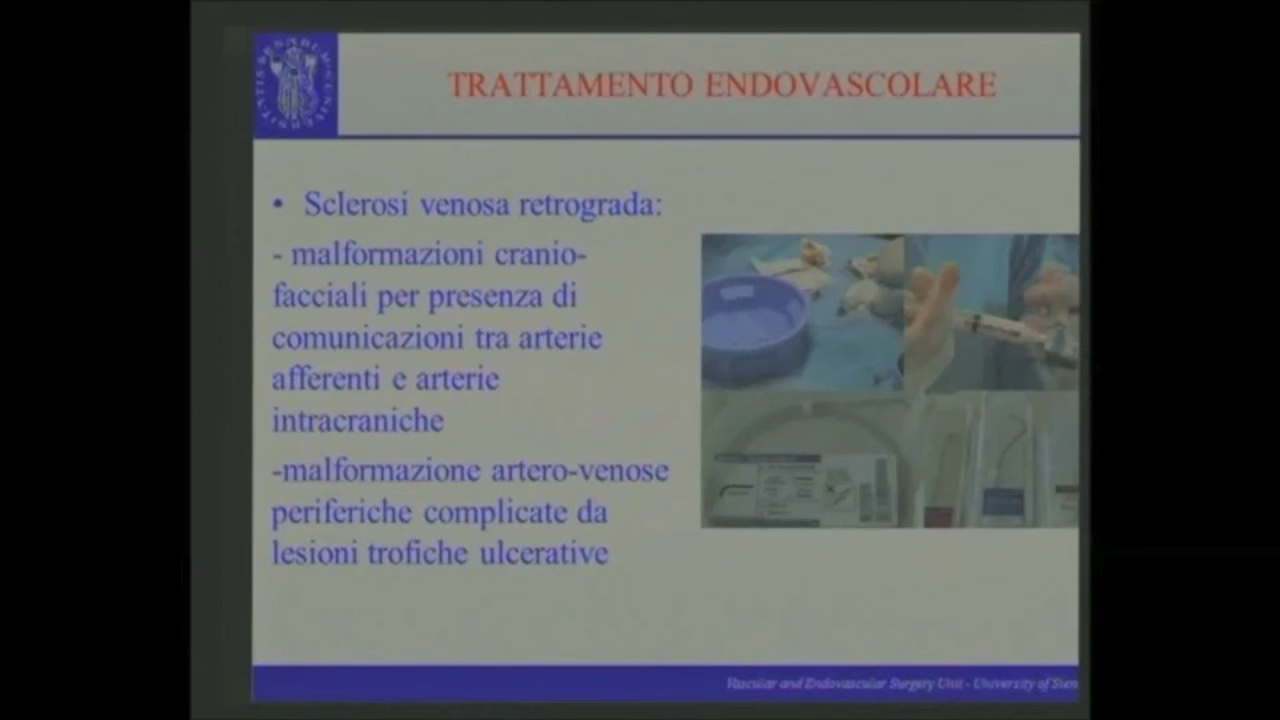 TRATTAMENTO ENDOVASCOLARE
• Sclerosi venosa retrograda:
- malformazioni cranio-
facciali per presenza di
comunicazioni tra arterie
afferenti e arterie
intracraniche
-malformazione artero-venose
periferiche complicate da
lesioni trofiche ulcerative
Vascular and Endovascular Surgery Unit - University of Sien